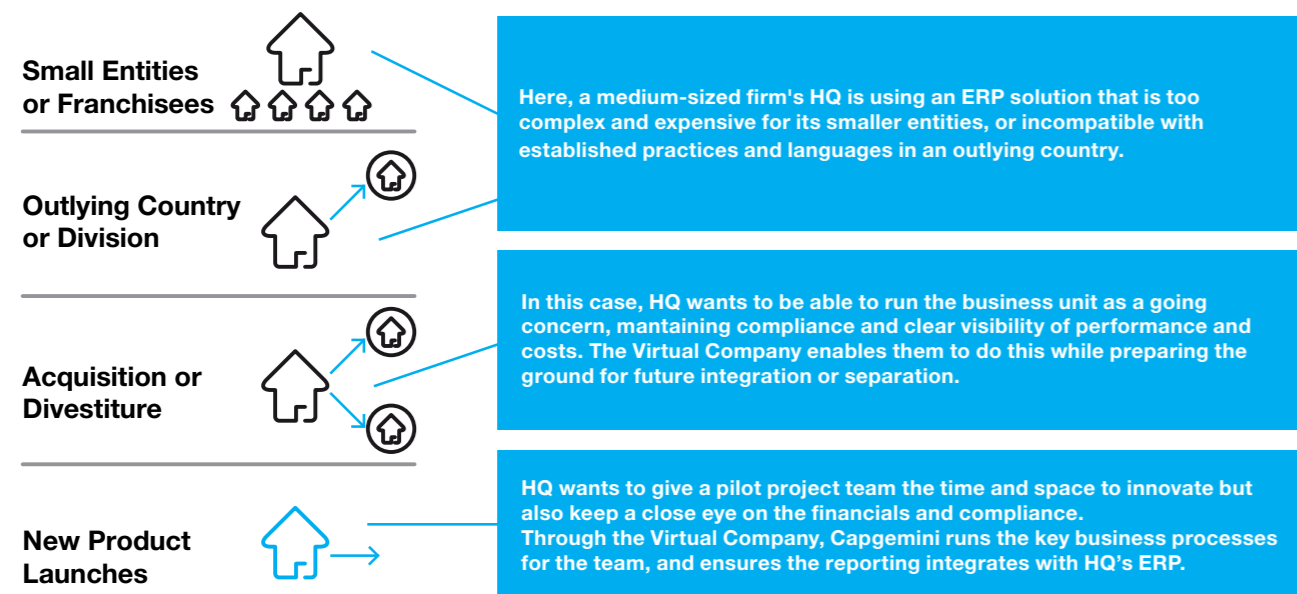 Small Entities
or Franchisees
Here, a medium-sized firm's HQ is using an ERP solution that is too
complex and expensive for its smaller entities, or incompatible with
established practices and languages in an outlying country.
Outlying Country
or Division
Acquisition or
Divestiture
In this case, HQ wants to be able to run the business unit as a going
concern, mantaining compliance and clear visibility of performance and
costs. The Virtual Company enables them to do this while preparing the
ground for future integration or separation.
New Product
Launches
HQ wants to give a pilot project team the time and space to innovate but
also keep a close eye on the financials and compliance.
Through the Virtual Company, Capgemini runs the key business processes
for the team, and ensures the reporting integrates with HQ’s ERP.